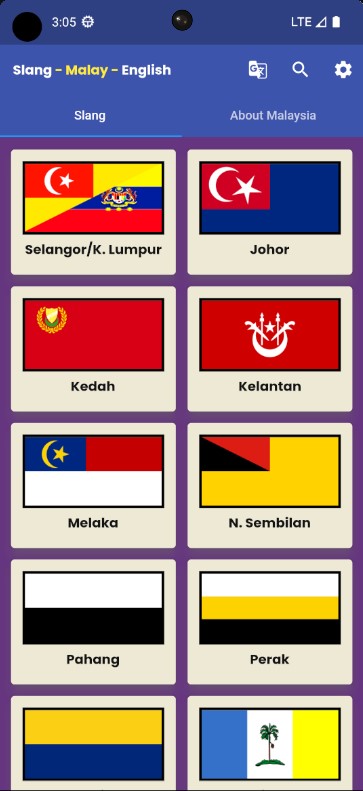 3:05
LTE
Slang - Malay - English
Slang
About Malaysia
Selangor/K. Lumpur
Johor
Kedah
Kelantan
Melaka
N. Sembilan
Pahang
Perak